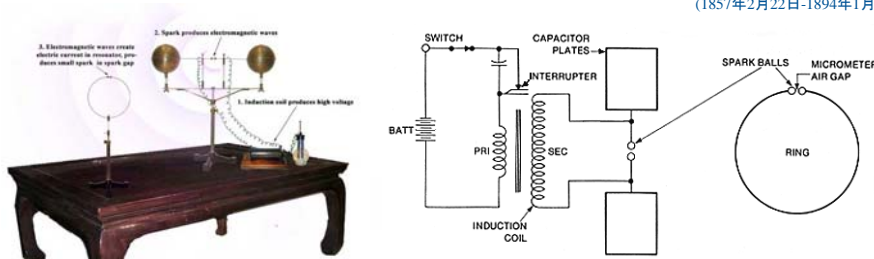 (1857年2月22日-1894年1月
2. Spark produces electromagnetic waves
3. Electromagnetic waves create
electric current in resonator, pro-
duces small spark in spark gap
1. Induction coil produces high voltage
SWITCH
CAPACITOR
PLATES
INTERRUPTER
BATT
PRI
SEC
INDUCTION
COIL
SPARK BALLS
MICROMETER
AIR GAP
RING